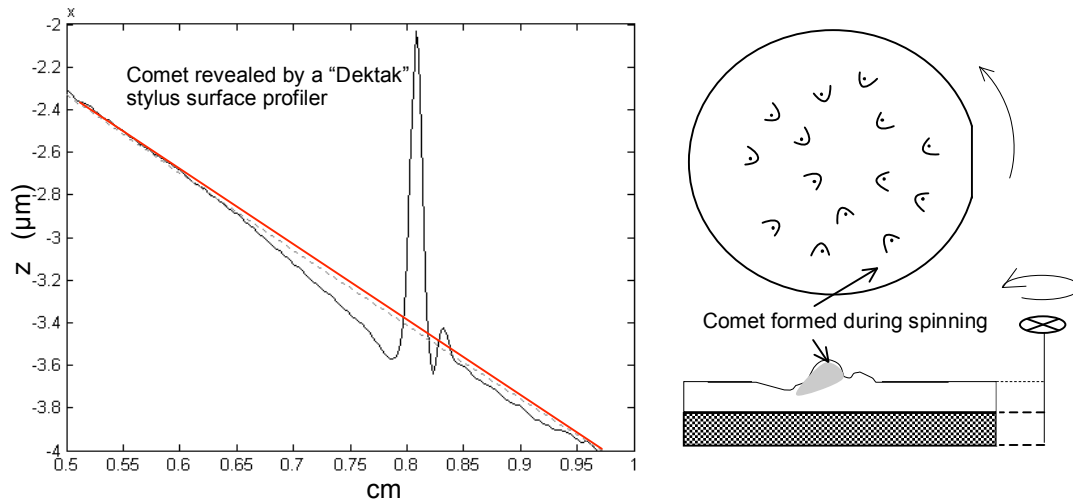 x
-2
-2.2
-2.4
-2.6
-2.8
-3
-3.2
-3.4
-3.6
-3.8
-4
z (µm)
Comet revealed by a “Dektak”
stylus surface profiler
0.5 0.55 0.6 0.65 0.7 0.75 0.8 0.85 0.9 0.95 1
cm
Comet formed during spinning